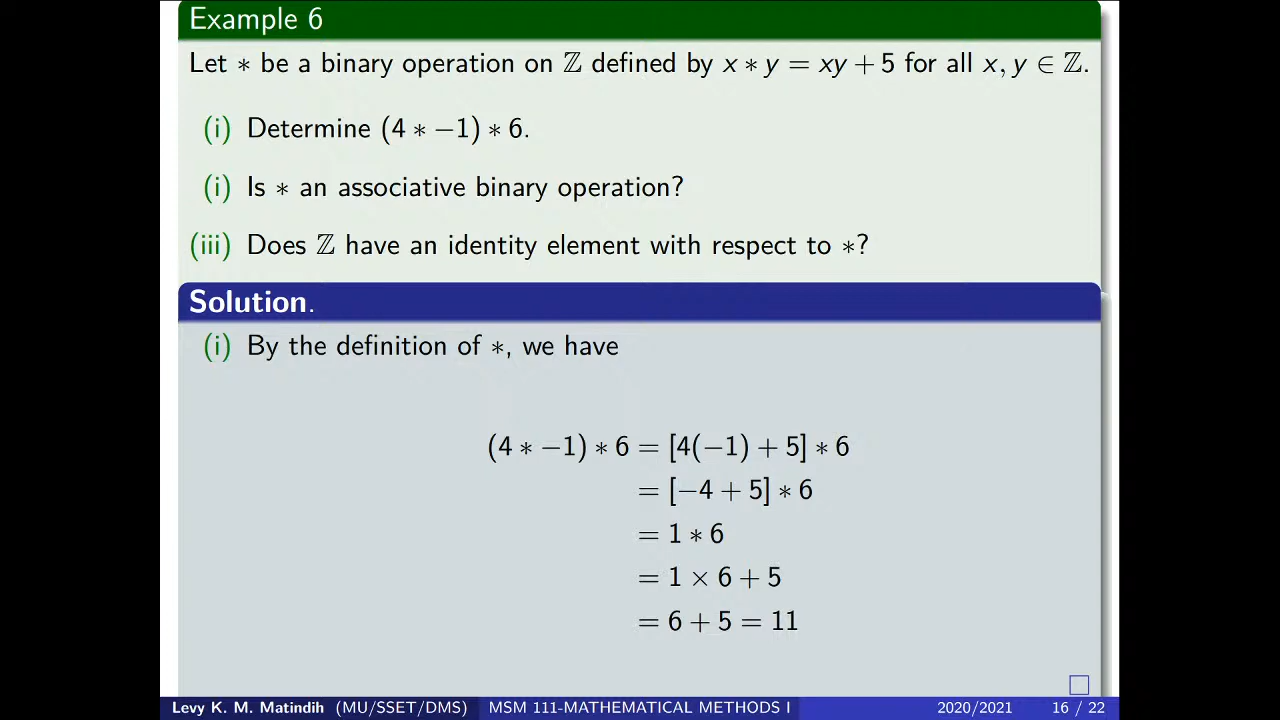 Example 6
Let ∗ be a binary operation on ℤ defined by x ∗ y = xy + 5 for all x, y ∈ ℤ.
(i) Determine (4 ∗ −1) ∗ 6.
(i) Is ∗ an associative binary operation?
(iii) Does ℤ have an identity element with respect to ∗?
Solution.
(i) By the definition of ∗, we have
(4 ∗ −1) ∗ 6 = [4(−1) + 5] ∗ 6
= [−4 + 5] ∗ 6
= 1 ∗ 6
= 1 × 6 + 5
= 6 + 5 = 11
□
Levy K. M. Matindih (MU/SSET/DMS) MSM 111-MATHEMATICAL METHODS I 2020/2021 16 / 22